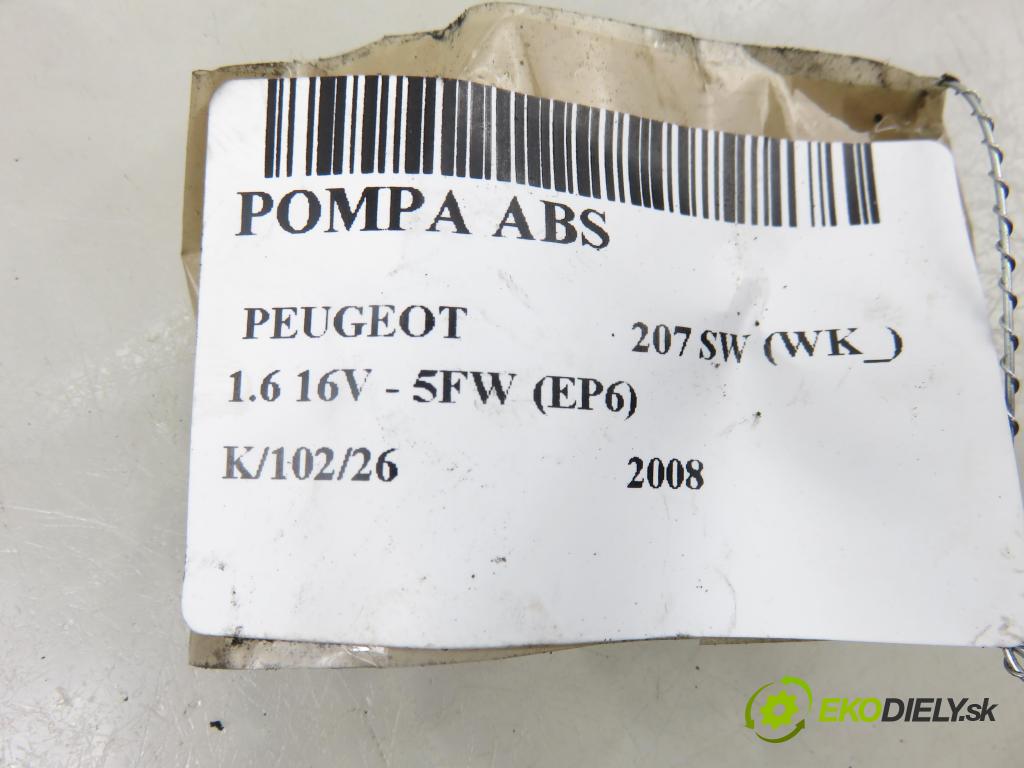 POMPA ABS
PEUGEOT 207 SW (WK_)
1.6 16V - 5FW (EP6)
K/102/26 2008
EKODIELY.sk